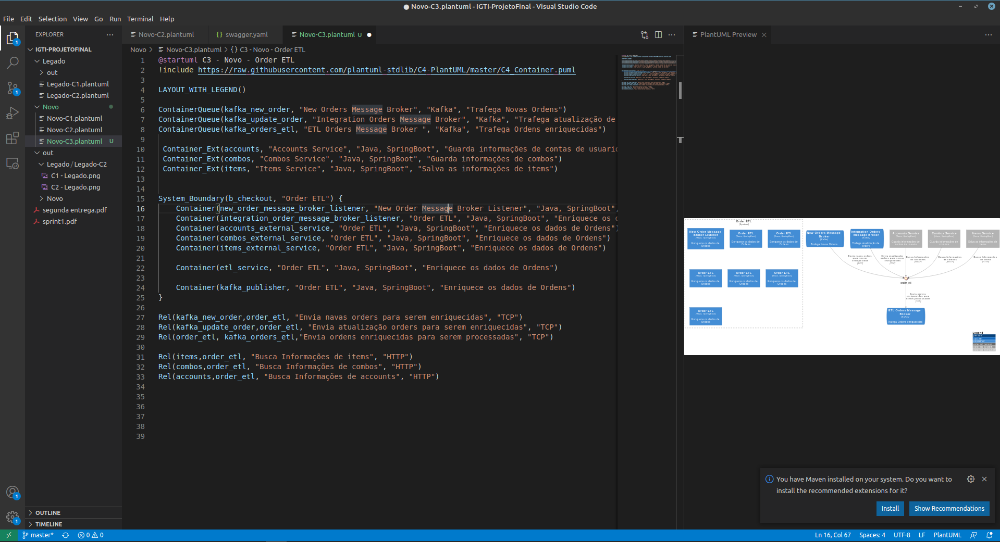 ● Novo-C3.plantuml - IGTI-ProjetoFinal - Visual Studio Code
File Edit Selection View Go Run Terminal Help
EXPLORER
IGTI-PROJETOFINAL
Legado
out
Legado-C1.plantuml
Legado-C2.plantuml
Novo
Novo-C1.plantuml
Novo-C2.plantuml
Novo-C3.plantuml U
out
Legado / Legado-C2
C1 - Legado.png
C2 - Legado.png
Novo
segunda entrega.pdf
sprint1.pdf
OUTLINE
TIMELINE
Novo-C2.plantuml swagger.yaml Novo-C3.plantuml U ●
Novo > Novo-C3.plantuml > {} C3 - Novo - Order ETL
1 @startuml C3 - Novo - Order ETL
2 !include https://raw.githubusercontent.com/plantuml-stdlib/C4-PlantUML/master/C4_Container.puml
3
4 LAYOUT_WITH_LEGEND()
5
6 ContainerQueue(kafka_new_order, "New Orders Message Broker", "Kafka", "Trafega Novas Ordens")
7 ContainerQueue(kafka_update_order, "Integration Orders Message Broker", "Kafka", "Trafega atualização de
8 ContainerQueue(kafka_orders_etl, "ETL Orders Message Broker ", "Kafka", "Trafega Ordens enriquecidas")
9
10 Container_Ext(accounts, "Accounts Service", "Java, SpringBoot", "Guarda informações de contas de usuario
11 Container_Ext(combos, "Combos Service", "Java, SpringBoot", "Guarda informações de combos")
12 Container_Ext(items, "Items Service", "Java, SpringBoot", "Salva as informações de items")
13
14
15 System_Boundary(b_checkout, "Order ETL") {
16 Container(new_order_message_broker_listener, "New Order Message Broker Listener", "Java, SpringBoot",
17 Container(integration_order_message_broker_listener, "Order ETL", "Java, SpringBoot", "Enriquece os d
18 Container(accounts_external_service, "Order ETL", "Java, SpringBoot", "Enriquece os dados de Ordens")
19 Container(combos_external_service, "Order ETL", "Java, SpringBoot", "Enriquece os dados de Ordens")
20 Container(items_external_service, "Order ETL", "Java, SpringBoot", "Enriquece os dados de Ordens")
21
22 Container(etl_service, "Order ETL", "Java, SpringBoot", "Enriquece os dados de Ordens")
23
24 Container(kafka_publisher, "Order ETL", "Java, SpringBoot", "Enriquece os dados de Ordens")
25 }
26
27 Rel(kafka_new_order,order_etl, "Envia navas orders para serem enriquecidas", "TCP")
28 Rel(kafka_update_order,order_etl, "Envia atualização orders para serem enriquecidas", "TCP")
29 Rel(order_etl, kafka_orders_etl,"Envia ordens enriquecidas para serem processadas", "TCP")
30
31 Rel(items,order_etl, "Busca Informações de items", "HTTP")
32 Rel(combos,order_etl, "Busca Informações de combos", "HTTP")
33 Rel(accounts,order_etl, "Busca Informações de accounts", "HTTP")
34
35
36
37
38
39
PlantUML Preview
Order ETL
[System]
New Order Message
Broker Listener
[Java, SpringBoot]
Enriquece os dados de
Ordens
Order ETL
[Java, SpringBoot]
Enriquece os dados de
Ordens
Order ETL
[Java, SpringBoot]
Enriquece os dados de
Ordens
New Orders Message
Broker
[Kafka]
Trafega Novas Ordens
Integration Orders
Message Broker
[Kafka]
Trafega atualização de
orders
Accounts Service
[Java, SpringBoot]
Guarda informações de
contas de usuario
Combos Service
[Java, SpringBoot]
Guarda informações de
combos
Items Service
[Java, SpringBoot]
Salva as informações de
items
Envia navas orders
para serem
enriquecidas
[TCP]
Envia atualização
orders para serem
enriquecidas
[TCP]
Busca Informações
de accounts
[HTTP]
Busca Informações
de combos
[HTTP]
Busca Informações
de items
[HTTP]
Order ETL
[Java, SpringBoot]
Enriquece os dados de
Ordens
Order ETL
[Java, SpringBoot]
Enriquece os dados de
Ordens
Order ETL
[Java, SpringBoot]
Enriquece os dados de
Ordens
order_etl
Envia ordens
enriquecidas para
serem processadas
[TCP]
Order ETL
[Java, SpringBoot]
Enriquece os dados de
Ordens
ETL Orders Message
Broker
[Kafka]
Trafega Ordens enriquecidas
Legend
person
system
container
external person
external system
external container
You have Maven installed on your system. Do you want to
install the recommended extensions for it?
Install Show Recommendations
master* 0 0 Ln 16, Col 67 Spaces: 4 UTF-8 LF PlantUML